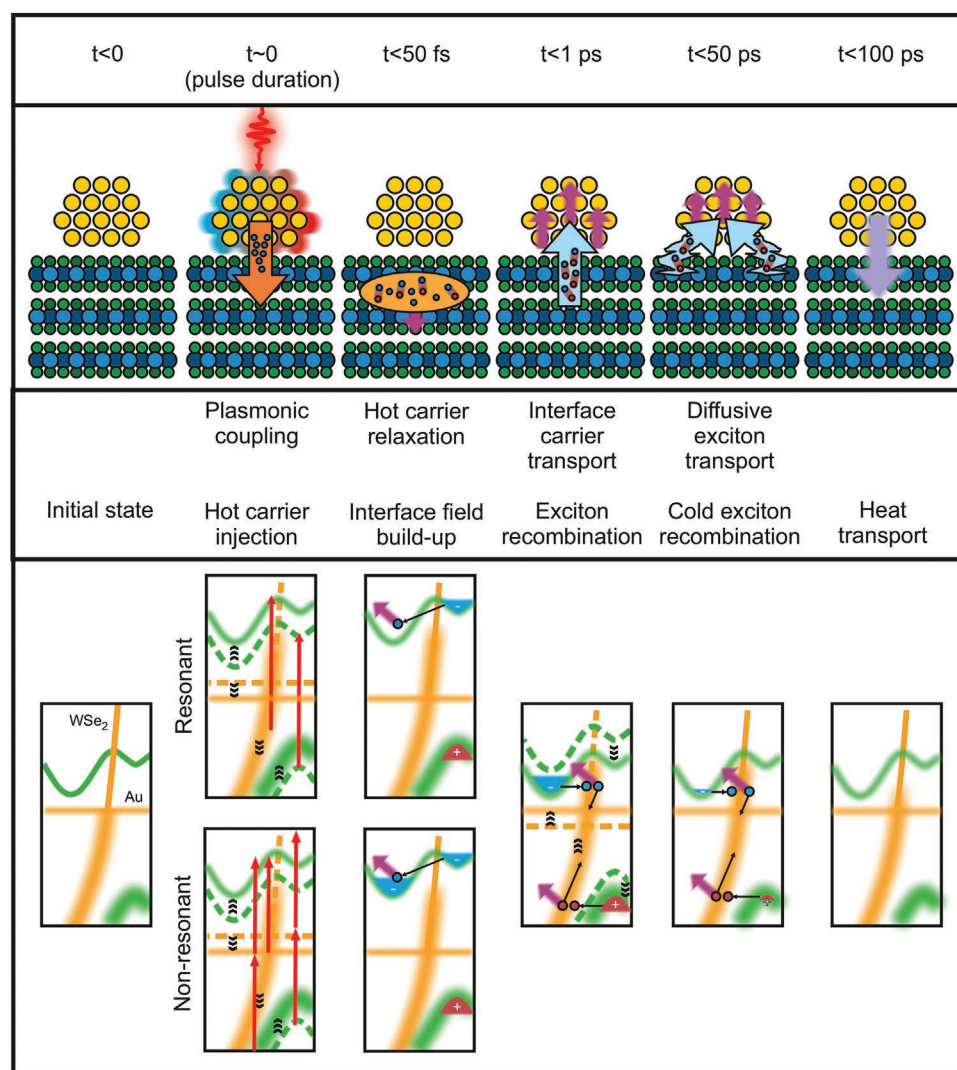 t<0
t~0
(pulse duration)
t<50 fs
t<1 ps
t<50 ps
t<100 ps
Plasmonic
coupling
Hot carrier
relaxation
Interface
carrier
transport
Diffusive
exciton
transport
Initial state
Hot carrier
injection
Interface field
build-up
Exciton
recombination
Cold exciton
recombination
Heat
transport
Resonant
-
+
WSe₂
Au
-
+
-
+
Non-resonant
-
-
+